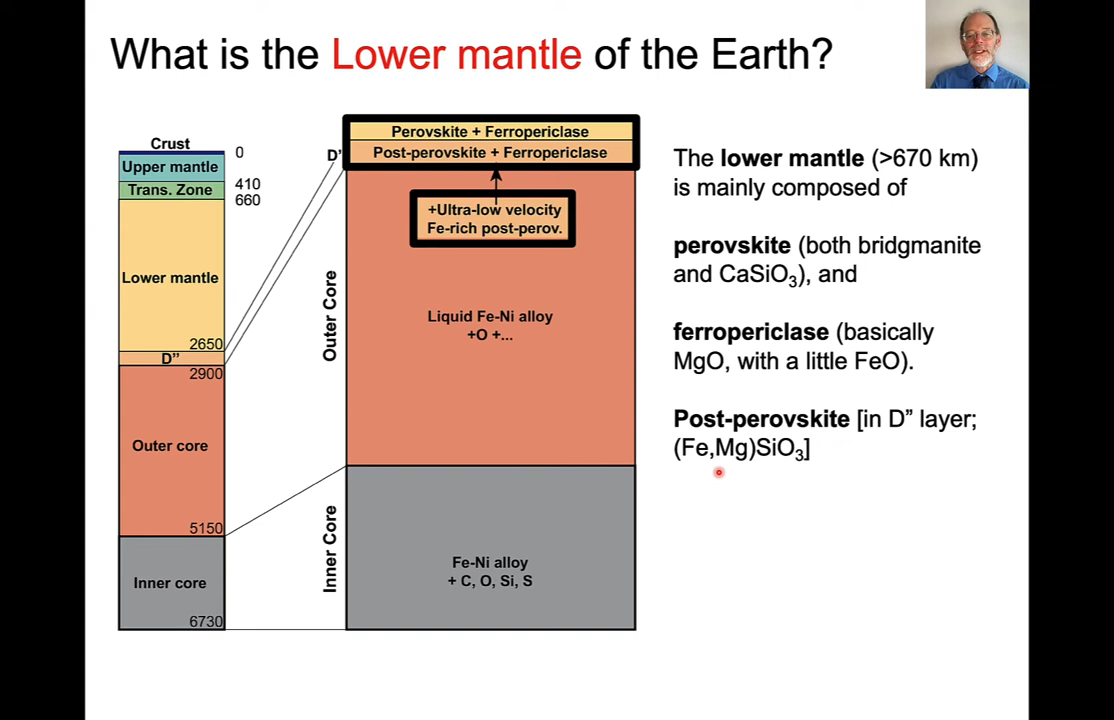 What is the Lower mantle of the Earth?
Crust
0
Upper mantle
410
Trans. Zone
660
Lower mantle
2650
D”
2900
Outer core
5150
Inner core
6730
D’
Perovskite + Ferropericlase
Post-perovskite + Ferropericlase
+Ultra-low velocity
Fe-rich post-perov.
Outer Core
Liquid Fe-Ni alloy
+O +...
Inner Core
Fe-Ni alloy
+ C, O, Si, S
The lower mantle (>670 km)
is mainly composed of
perovskite (both bridgmanite
and CaSiO₃), and
ferropericlase (basically
MgO, with a little FeO).
Post-perovskite [in D” layer;
(Fe,Mg)SiO₃]